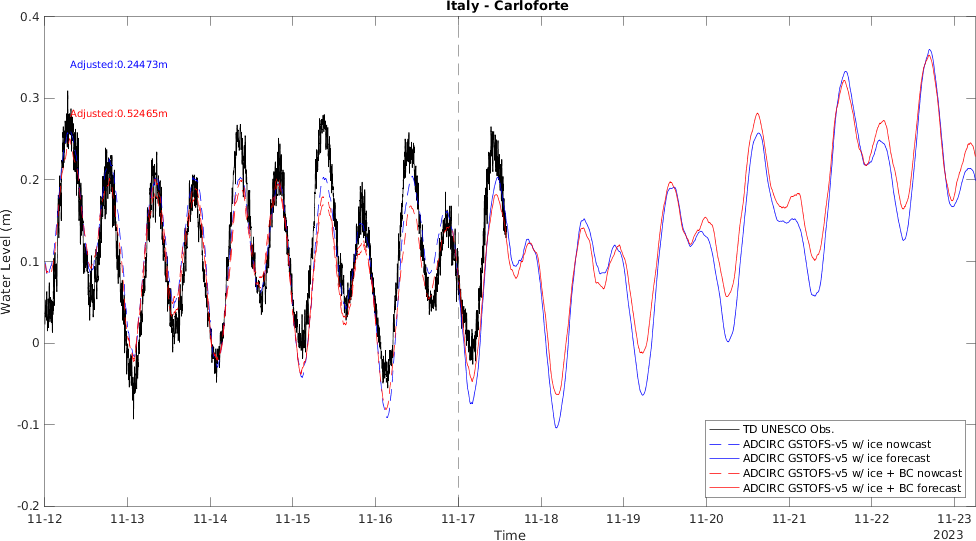 Italy - Carloforte
0.4
0.3
0.2
0.1
0
-0.1
-0.2
Water Level (m)
Adjusted:0.24473m
Adjusted:0.52465m
TD UNESCO Obs.
ADCIRC GSTOFS-v5 w/ ice nowcast
ADCIRC GSTOFS-v5 w/ ice forecast
ADCIRC GSTOFS-v5 w/ ice + BC nowcast
ADCIRC GSTOFS-v5 w/ ice + BC forecast
11-12 11-13 11-14 11-15 11-16 11-17 11-18 11-19 11-20 11-21 11-22 11-23
Time
2023